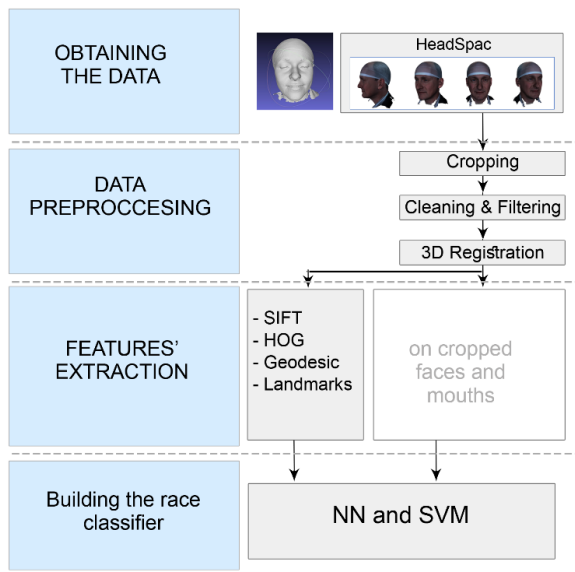 OBTAINING
THE DATA
HeadSpac
DATA
PREPROCCESING
Cropping
Cleaning & Filtering
3D Registration
FEATURES'
EXTRACTION
- SIFT
- HOG
- Geodesic
- Landmarks
on cropped
faces and
mouths
Building the race
classifier
NN and SVM